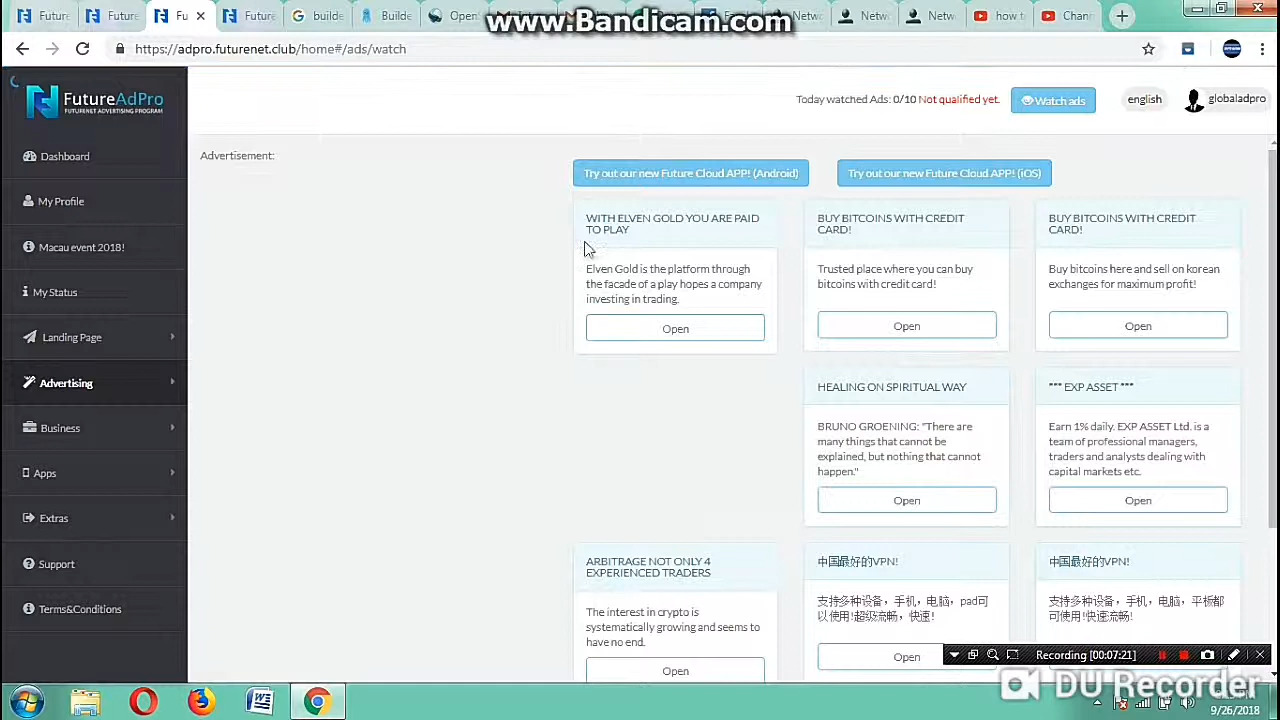 Future
Future
Fu
Future
builde
Builde
Open
Netwo
Netw
Netw
how t
Chann
www.Bandicam.com
https://adpro.futurenet.club/home#/ads/watch
FutureAdPro
FUTURENET ADVERTISING PROGRAM
Today watched Ads: 0/10 Not qualified yet.
Watch ads
english
globaladpro
Dashboard
My Profile
Macau event 2018!
My Status
Landing Page
Advertising
Business
Apps
Extras
Support
Terms&Conditions
Advertisement:
Try out our new Future Cloud APP! (Android)
Try out our new Future Cloud APP! (iOS)
WITH ELVEN GOLD YOU ARE PAID
TO PLAY
Elven Gold is the platform through
the facade of a play hopes a company
investing in trading.
Open
BUY BITCOINS WITH CREDIT
CARD!
Trusted place where you can buy
bitcoins with credit card!
Open
BUY BITCOINS WITH CREDIT
CARD!
Buy bitcoins here and sell on korean
exchanges for maximum profit!
Open
HEALING ON SPIRITUAL WAY
BRUNO GROENING: "There are
many things that cannot be
explained, but nothing that cannot
happen."
Open
*** EXP ASSET ***
Earn 1% daily. EXP ASSET Ltd. is a
team of professional managers,
traders and analysts dealing with
capital markets etc.
Open
ARBITRAGE NOT ONLY 4
EXPERIENCED TRADERS
The interest in crypto is
systematically growing and seems to
have no end.
Open
中国最好的VPN!
支持多种设备，手机，电脑，pad可
以使用!超级流畅，快速!
Open
中国最好的VPN!
支持多种设备，手机，电脑，平板都
可使用!快速流畅!
Recording [00:07:21]
DU Recorder
9/26/2018